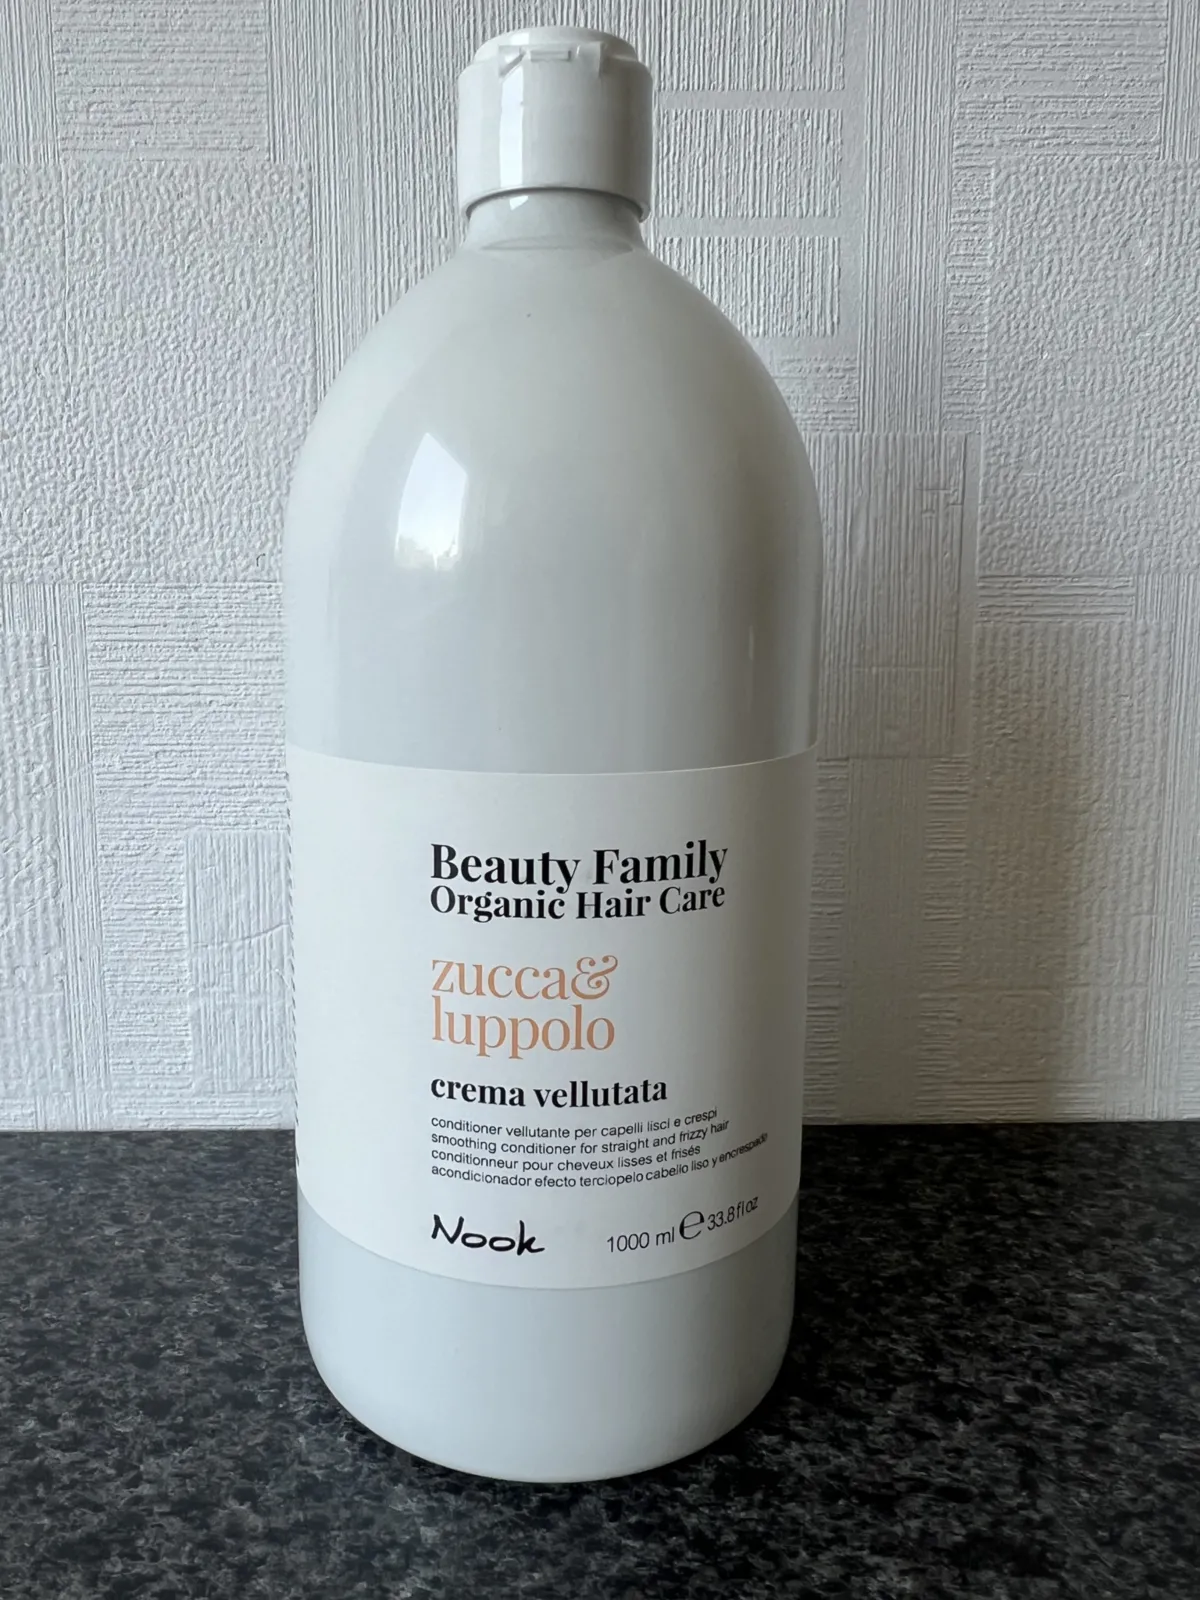 Beauty Family
Organic Hair Care
zucca&
luppolo
crema vellutata
conditioner vellutante per capelli lisci e crespi
smoothing conditioner for straight and frizzy hair
conditionneur pour cheveux lisses et frisés
acondicionador efecto terciopelo cabello liso y encrespado
Nook 1000 ml ℮ 33.8 fl oz